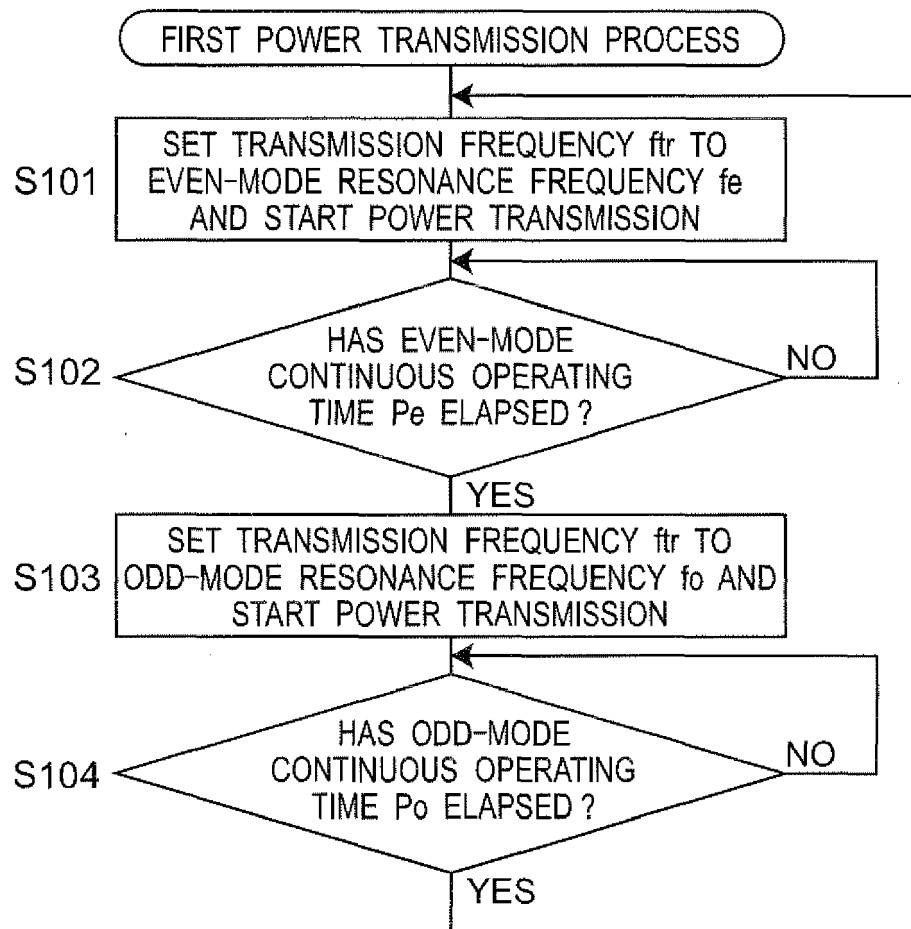 FIRST POWER TRANSMISSION PROCESS
S101
SET TRANSMISSION FREQUENCY ftr TO
EVEN-MODE RESONANCE FREQUENCY fe
AND START POWER TRANSMISSION
S102
HAS EVEN-MODE
CONTINUOUS OPERATING
TIME Pe ELAPSED ?
NO
YES
S103
SET TRANSMISSION FREQUENCY ftr TO
ODD-MODE RESONANCE FREQUENCY fo AND
START POWER TRANSMISSION
S104
HAS ODD-MODE
CONTINUOUS OPERATING
TIME Po ELAPSED ?
NO
YES